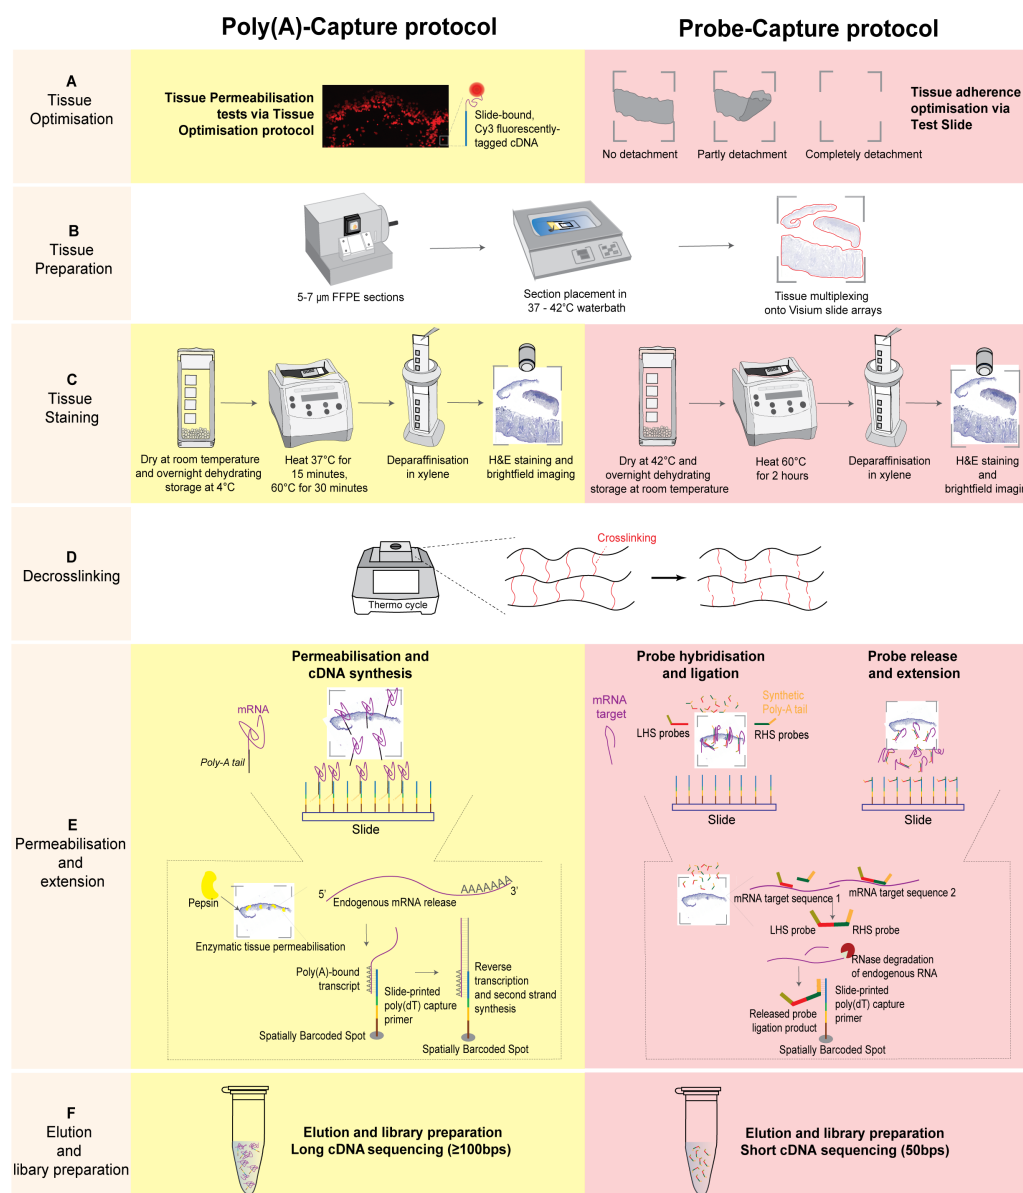 Poly(A)-Capture protocol
Probe-Capture protocol
A
Tissue
Optimisation
Tissue Permeabilisation
tests via Tissue
Optimisation protocol
Slide-bound,
Cy3 fluorescently-
tagged cDNA
No detachment
Partly detachment
Completely detachment
Tissue adherence
optimisation via
Test Slide
B
Tissue
Preparation
5-7 µm FFPE sections
Section placement in
37 - 42°C waterbath
Tissue multiplexing
onto Visium slide arrays
C
Tissue
Staining
Dry at room temperature
and overnight dehydrating
storage at 4°C
Heat 37°C for
15 minutes,
60°C for 30 minutes
Deparaffinisation
in xylene
H&E staining and
brightfield imaging
Dry at 42°C and
overnight dehydrating
storage at room temperature
Heat 60°C
for 2 hours
Deparaffinisation
in xylene
H&E staining
and
brightfield imagin
D
Decrosslinking
Thermo cycle
Crosslinking
E
Permeabilisation
and
extension
Permeabilisation and
cDNA synthesis
mRNA
Poly-A tail
Slide
Pepsin
Enzymatic tissue permeabilisation
5'
AAAAAAA
3'
Endogenous mRNA release
Poly(A)-bound
transcript
Slide-printed
poly(dT) capture
primer
Spatially Barcoded Spot
Reverse
transcription
and second strand
synthesis
Spatially Barcoded Spot
Probe hybridisation
and ligation
mRNA
target
LHS probes
Synthetic
Poly-A tail
RHS probes
Slide
Probe release
and extension
Slide
mRNA target sequence 1
mRNA target sequence 2
LHS probe
RHS probe
RNase degradation
of endogenous RNA
Released probe
ligation product
Slide-printed
poly(dT) capture
primer
Spatially Barcoded Spot
F
Elution
and
libary preparation
Elution and library preparation
Long cDNA sequencing (≥100bps)
Elution and library preparation
Short cDNA sequencing (50bps)